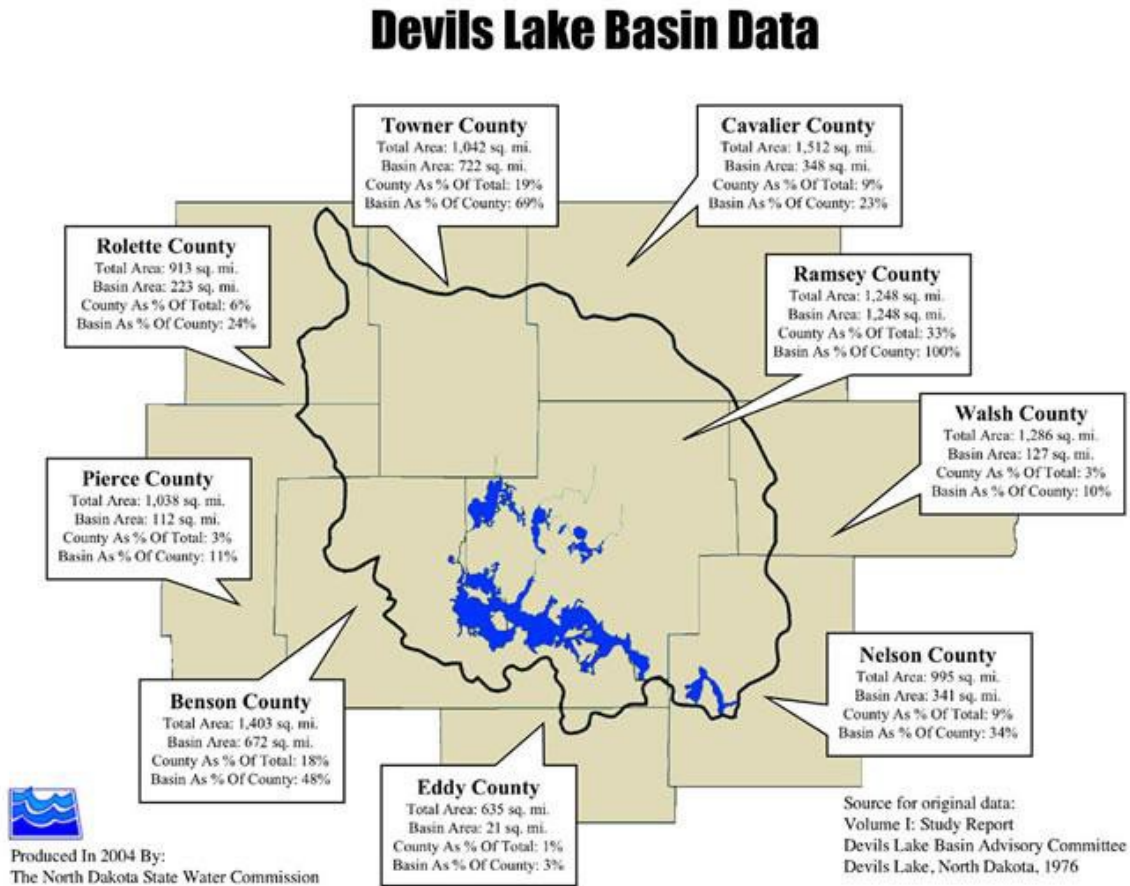 Devils Lake Basin Data
Towner County
Total Area: 1,042 sq. mi.
Basin Area: 722 sq. mi.
County As % Of Total: 19%
Basin As % Of County: 69%
Cavalier County
Total Area: 1,512 sq. mi.
Basin Area: 348 sq. mi.
County As % Of Total: 9%
Basin As % Of County: 23%
Rolette County
Total Area: 913 sq. mi.
Basin Area: 223 sq. mi.
County As % Of Total: 6%
Basin As % Of County: 24%
Ramsey County
Total Area: 1,248 sq. mi.
Basin Area: 1,248 sq. mi.
County As % Of Total: 33%
Basin As % Of County: 100%
Walsh County
Total Area: 1,286 sq. mi.
Basin Area: 127 sq. mi.
County As % Of Total: 3%
Basin As % Of County: 10%
Pierce County
Total Area: 1,038 sq. mi.
Basin Area: 112 sq. mi.
County As % Of Total: 3%
Basin As % Of County: 11%
Nelson County
Total Area: 995 sq. mi.
Basin Area: 341 sq. mi.
County As % Of Total: 9%
Basin As % Of County: 34%
Benson County
Total Area: 1,403 sq. mi.
Basin Area: 672 sq. mi.
County As % Of Total: 18%
Basin As % Of County: 48%
Eddy County
Total Area: 635 sq. mi.
Basin Area: 21 sq. mi.
County As % Of Total: 1%
Basin As % Of County: 3%
Produced In 2004 By:
The North Dakota State Water Commission
Source for original data:
Volume I: Study Report
Devils Lake Basin Advisory Committee
Devils Lake, North Dakota, 1976